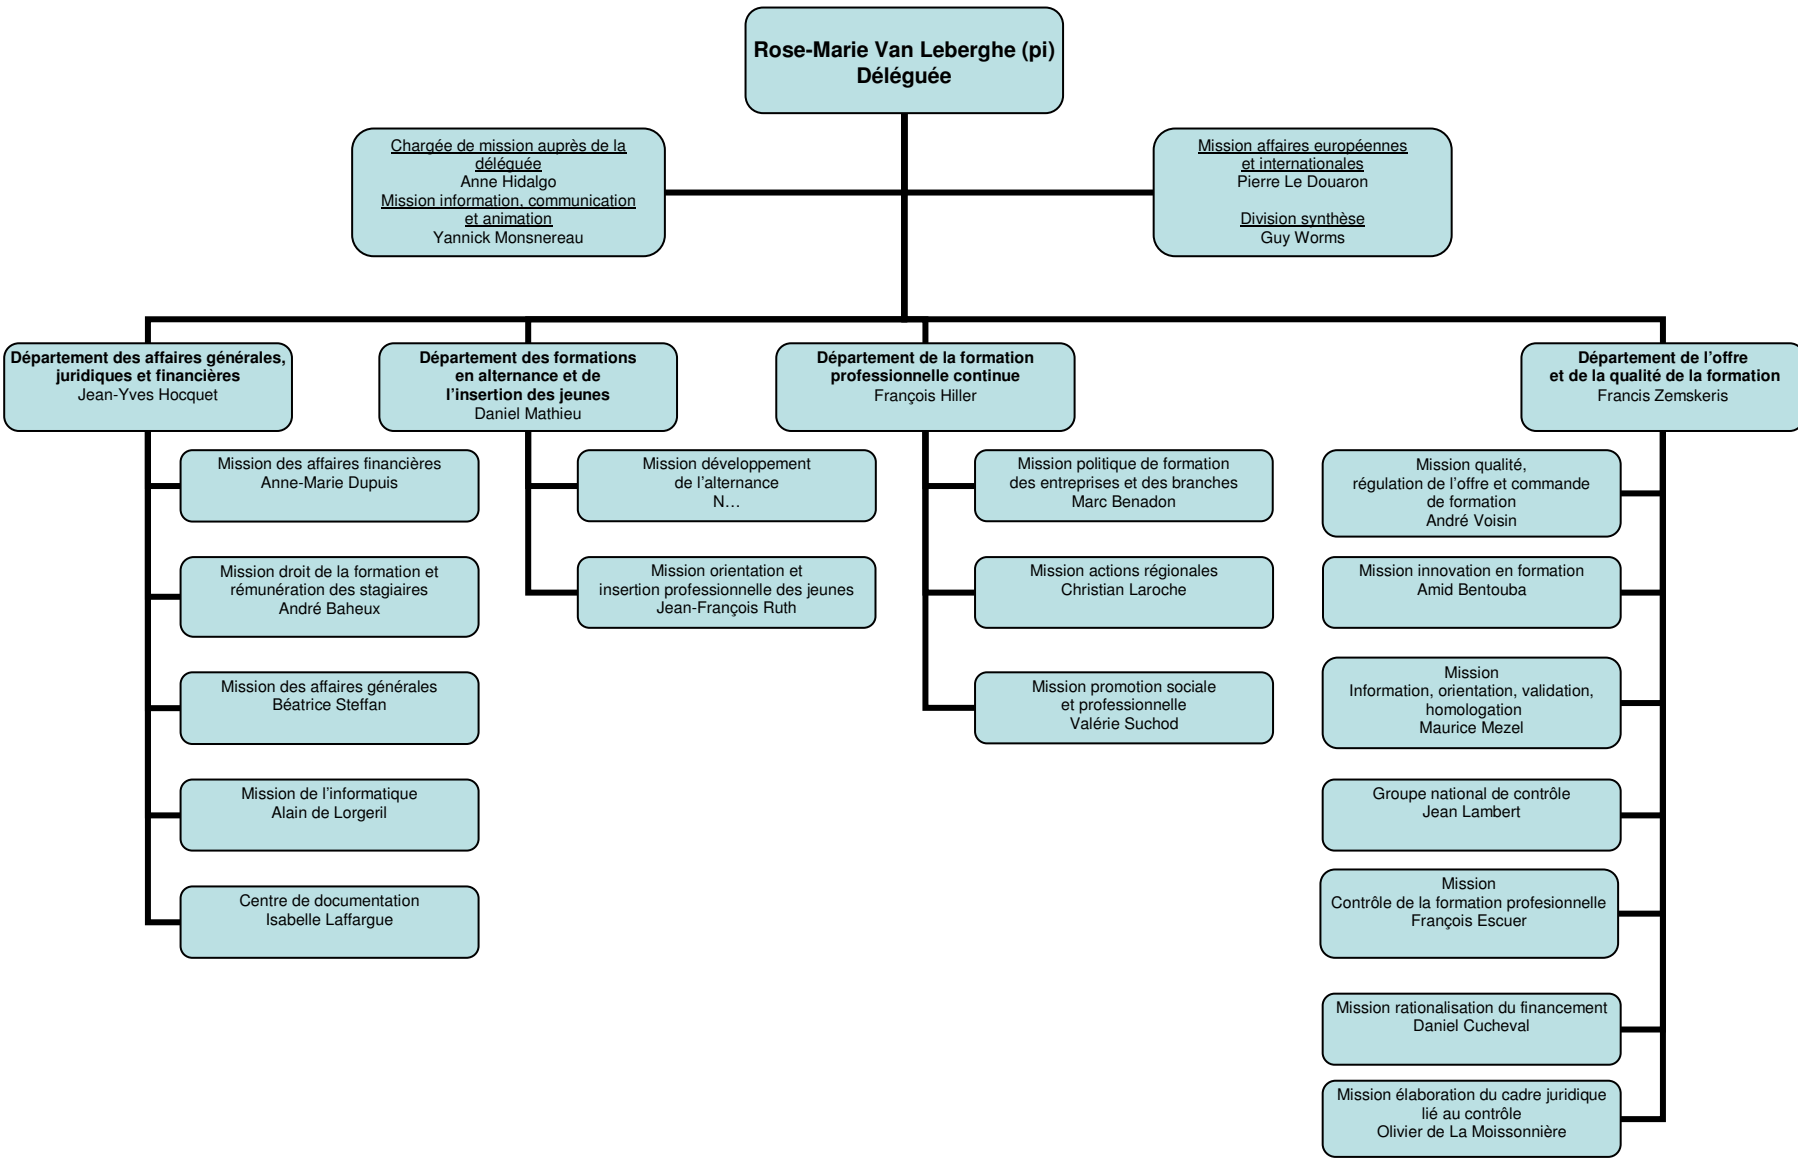 Rose-Marie Van Leberghe (pi)
Déléguée
Chargée de mission auprès de la
déléguée
Anne Hidalgo
Mission information, communication
et animation
Yannick Monsnereau
Mission affaires européennes
et internationales
Pierre Le Douaron
Division synthèse
Guy Worms
Département des affaires générales,
juridiques et financières
Jean-Yves Hocquet
Département des formations
en alternance et de
l’insertion des jeunes
Daniel Mathieu
Département de la formation
professionnelle continue
François Hiller
Département de l’offre
et de la qualité de la formation
Francis Zemskeris
Mission des affaires financières
Anne-Marie Dupuis
Mission droit de la formation et
rémunération des stagiaires
André Baheux
Mission des affaires générales
Béatrice Steffan
Mission de l’informatique
Alain de Lorgeril
Centre de documentation
Isabelle Laffargue
Mission développement
de l’alternance
N…
Mission orientation et
insertion professionnelle des jeunes
Jean-François Ruth
Mission politique de formation
des entreprises et des branches
Marc Benadon
Mission actions régionales
Christian Laroche
Mission promotion sociale
et professionnelle
Valérie Suchod
Mission qualité,
régulation de l’offre et commande
de formation
André Voisin
Mission innovation en formation
Amid Bentouba
Mission
Information, orientation, validation,
homologation
Maurice Mezel
Groupe national de contrôle
Jean Lambert
Mission
Contrôle de la formation profesionnelle
François Escuer
Mission rationalisation du financement
Daniel Cucheval
Mission élaboration du cadre juridique
lié au contrôle
Olivier de La Moissonnière